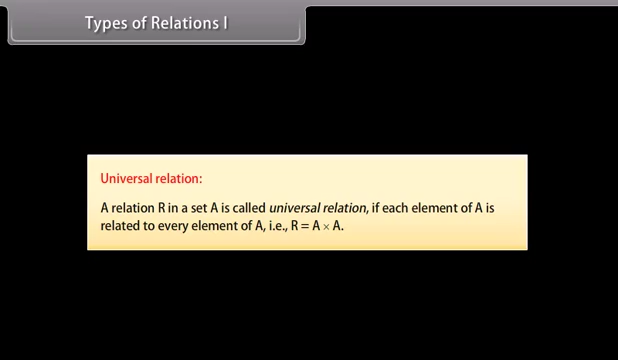 Types of Relations I
Universal relation:
A relation R in a set A is called universal relation, if each element of A is
related to every element of A, i.e., R = A × A.